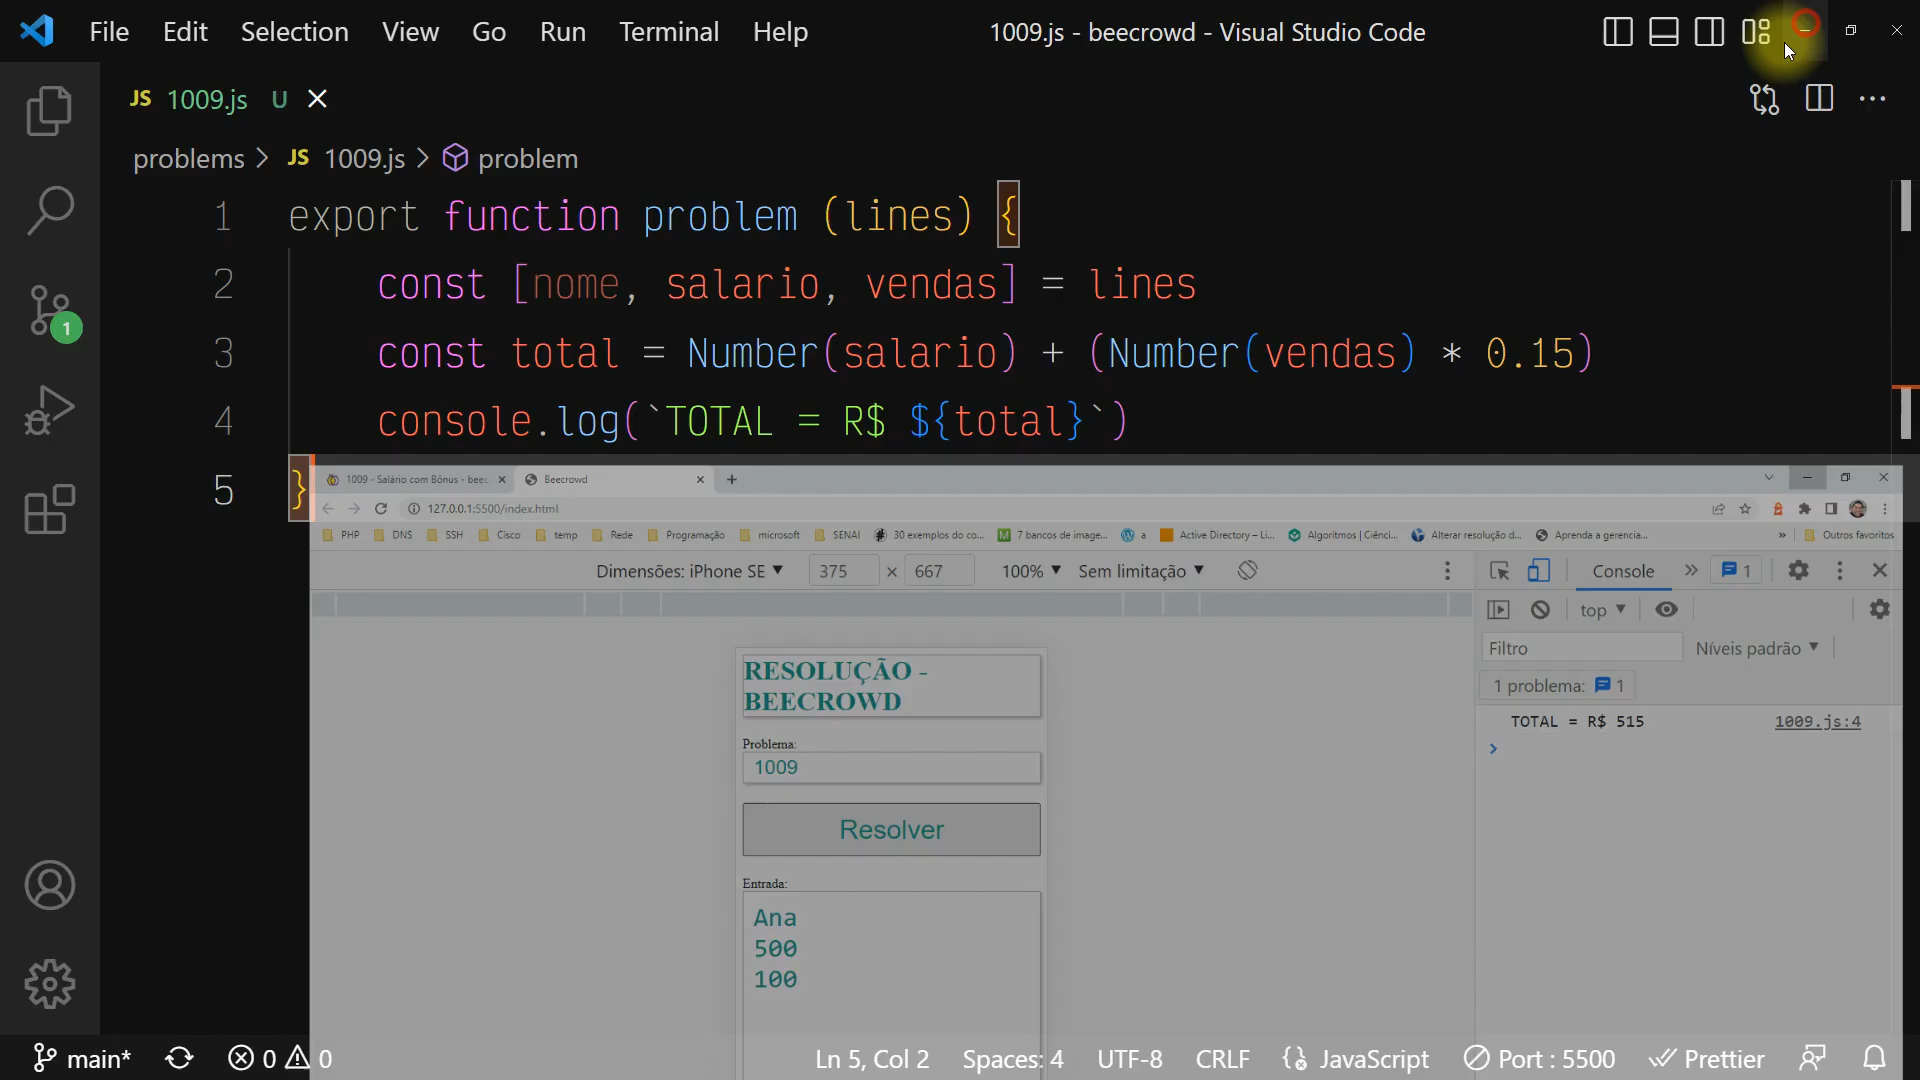 File Edit Selection View Go Run Terminal Help 1009.js - beecrowd - Visual Studio Code
JS 1009.js U
problems > JS 1009.js > problem
1 export function problem (lines) {
2 const [nome, salario, vendas] = lines
3 const total = Number(salario) + (Number(vendas) * 0.15)
4 console.log(`TOTAL = R$ ${total}`)
5 }
1
1009 - Salário com Bônus - beec Beecrowd
127.0.0.1:5500/index.html
PHP DNS SSH Cisco temp Rede Programação microsoft SENAI 30 exemplos do co... 7 bancos de image... a Active Directory – Li... Algoritmos | Ciênci... Alterar resolução d... Aprenda a gerencia... » Outros favoritos
Dimensões: iPhone SE 375 × 667 100% Sem limitação
Console » 1
top
Filtro Níveis padrão
1 problema: 1
TOTAL = R$ 515 1009.js:4
RESOLUÇÃO -
BEECROWD
Problema:
1009
Resolver
Entrada:
Ana
500
100
main* 0 0 Ln 5, Col 2 Spaces: 4 UTF-8 CRLF JavaScript Port : 5500 Prettier